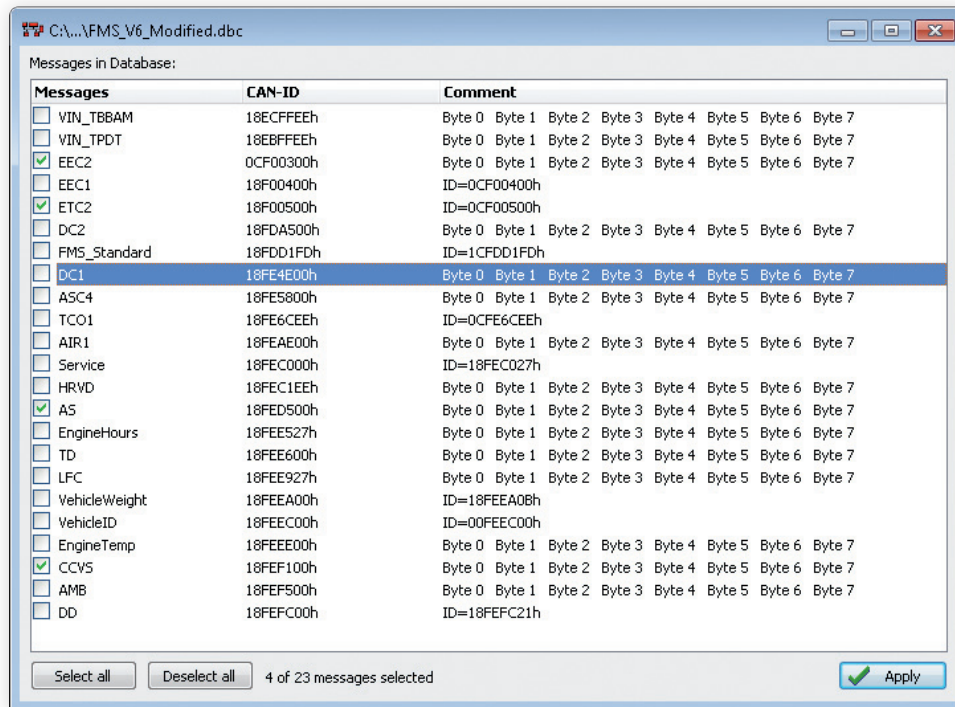 C:\...\FMS_V6_Modified.dbc
Messages in Database:
Messages CAN-ID Comment
VIN_TBBAM 18ECFFEEh Byte 0 Byte 1 Byte 2 Byte 3 Byte 4 Byte 5 Byte 6 Byte 7
VIN_TPDT 18EBFFEEh Byte 0 Byte 1 Byte 2 Byte 3 Byte 4 Byte 5 Byte 6 Byte 7
EEC2 0CF00300h Byte 0 Byte 1 Byte 2 Byte 3 Byte 4 Byte 5 Byte 6 Byte 7
EEC1 18F00400h ID=0CF00400h
ETC2 18F00500h ID=0CF00500h
DC2 18FDA500h Byte 0 Byte 1 Byte 2 Byte 3 Byte 4 Byte 5 Byte 6 Byte 7
FMS_Standard 18FDD1FDh ID=1CFDD1FDh
DC1 18FE4E00h Byte 0 Byte 1 Byte 2 Byte 3 Byte 4 Byte 5 Byte 6 Byte 7
ASC4 18FE5800h Byte 0 Byte 1 Byte 2 Byte 3 Byte 4 Byte 5 Byte 6 Byte 7
TCO1 18FE6CEEh ID=0CFE6CEEh
AIR1 18FEAE00h Byte 0 Byte 1 Byte 2 Byte 3 Byte 4 Byte 5 Byte 6 Byte 7
Service 18FEC000h ID=18FEC027h
HRVD 18FEC1EEh Byte 0 Byte 1 Byte 2 Byte 3 Byte 4 Byte 5 Byte 6 Byte 7
AS 18FED500h Byte 0 Byte 1 Byte 2 Byte 3 Byte 4 Byte 5 Byte 6 Byte 7
EngineHours 18FEE527h Byte 0 Byte 1 Byte 2 Byte 3 Byte 4 Byte 5 Byte 6 Byte 7
TD 18FEE600h Byte 0 Byte 1 Byte 2 Byte 3 Byte 4 Byte 5 Byte 6 Byte 7
LFC 18FEE927h Byte 0 Byte 1 Byte 2 Byte 3 Byte 4 Byte 5 Byte 6 Byte 7
VehicleWeight 18FEEA00h ID=18FEEA0Bh
VehicleID 18FEEC00h ID=00FEEC00h
EngineTemp 18FEEE00h Byte 0 Byte 1 Byte 2 Byte 3 Byte 4 Byte 5 Byte 6 Byte 7
CCVS 18FEF100h Byte 0 Byte 1 Byte 2 Byte 3 Byte 4 Byte 5 Byte 6 Byte 7
AMB 18FEF500h Byte 0 Byte 1 Byte 2 Byte 3 Byte 4 Byte 5 Byte 6 Byte 7
DD 18FEFC00h ID=18FEFC21h
Select all Deselect all 4 of 23 messages selected Apply